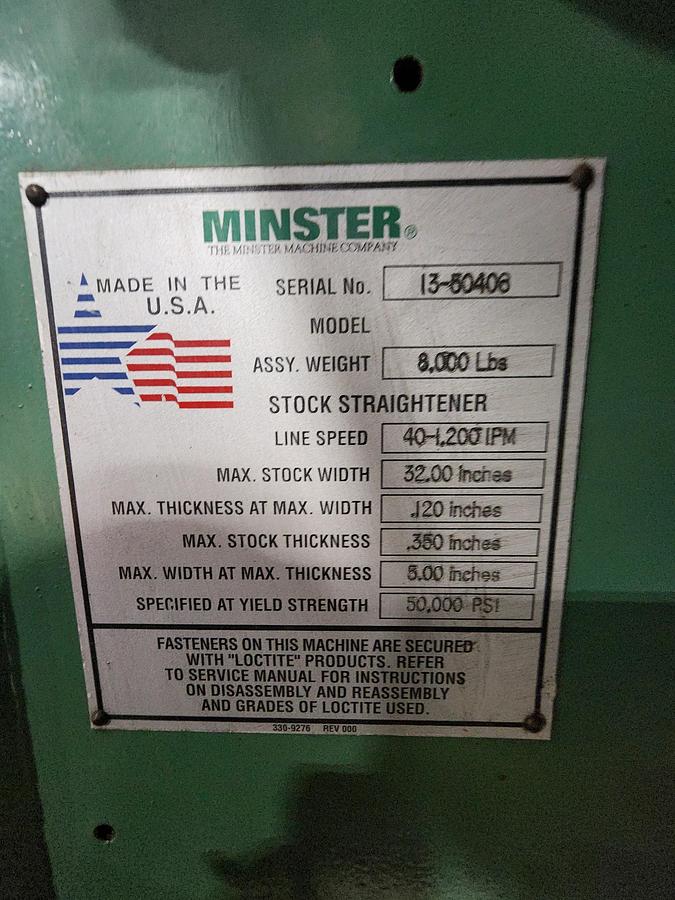 MINSTER®
THE MINSTER MACHINE COMPANY
MADE IN THE
U.S.A.
SERIAL No.
MODEL
ASSY. WEIGHT 8,000 Lbs
STOCK STRAIGHTENER
LINE SPEED 40-1,200 IPM
MAX. STOCK WIDTH 32.00 inches
MAX. THICKNESS AT MAX. WIDTH .120 inches
MAX. STOCK THICKNESS .350 inches
MAX. WIDTH AT MAX. THICKNESS 5.00 inches
SPECIFIED AT YIELD STRENGTH 50,000 PSI
FASTENERS ON THIS MACHINE ARE SECURED
WITH "LOCTITE" PRODUCTS. REFER
TO SERVICE MANUAL FOR INSTRUCTIONS
ON DISASSEMBLY AND REASSEMBLY
AND GRADES OF LOCTITE USED.
330-9276 REV 000